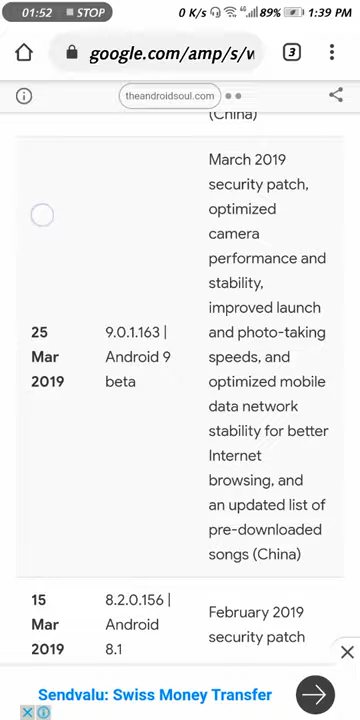 01:52 STOP 0 K/s 4G 89% 1:39 PM
google.com/amp/s/w 3
theandroidsoul.com
(China)
March 2019
security patch,
optimized
camera
performance and
stability,
improved launch
25 9.0.1.163 | and photo-taking
Mar Android 9 speeds, and
2019 beta optimized mobile
data network
stability for better
Internet
browsing, and
an updated list of
pre-downloaded
songs (China)
15 8.2.0.156 |
Mar Android February 2019
2019 8.1 security patch
Sendvalu: Swiss Money Transfer